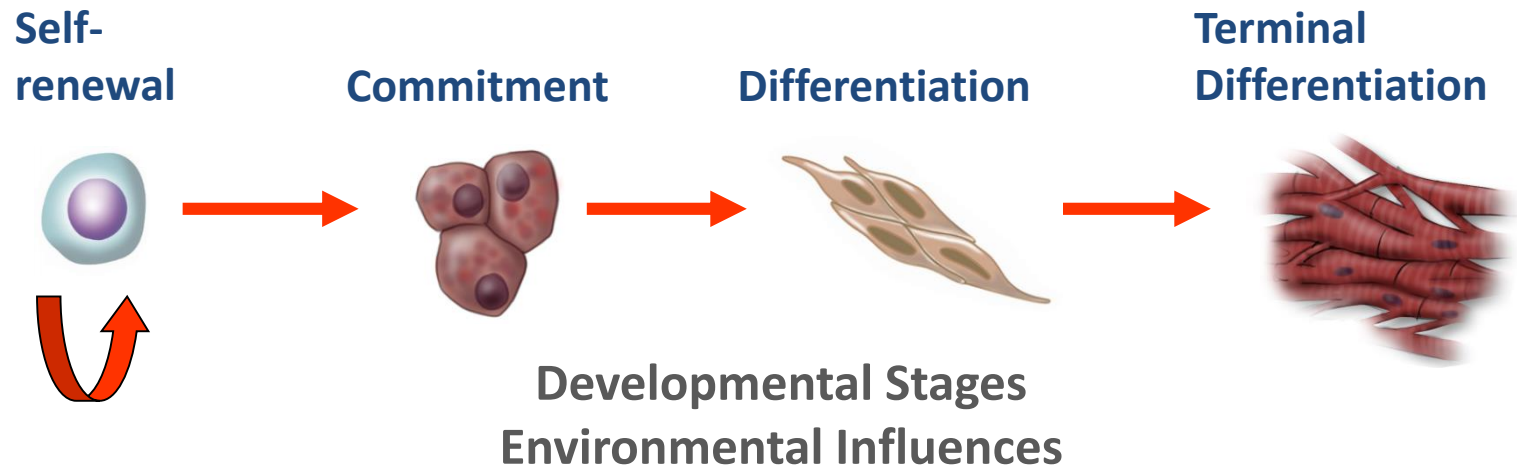 Self-
renewal
Commitment
Differentiation
Terminal
Differentiation
Developmental Stages
Environmental Influences